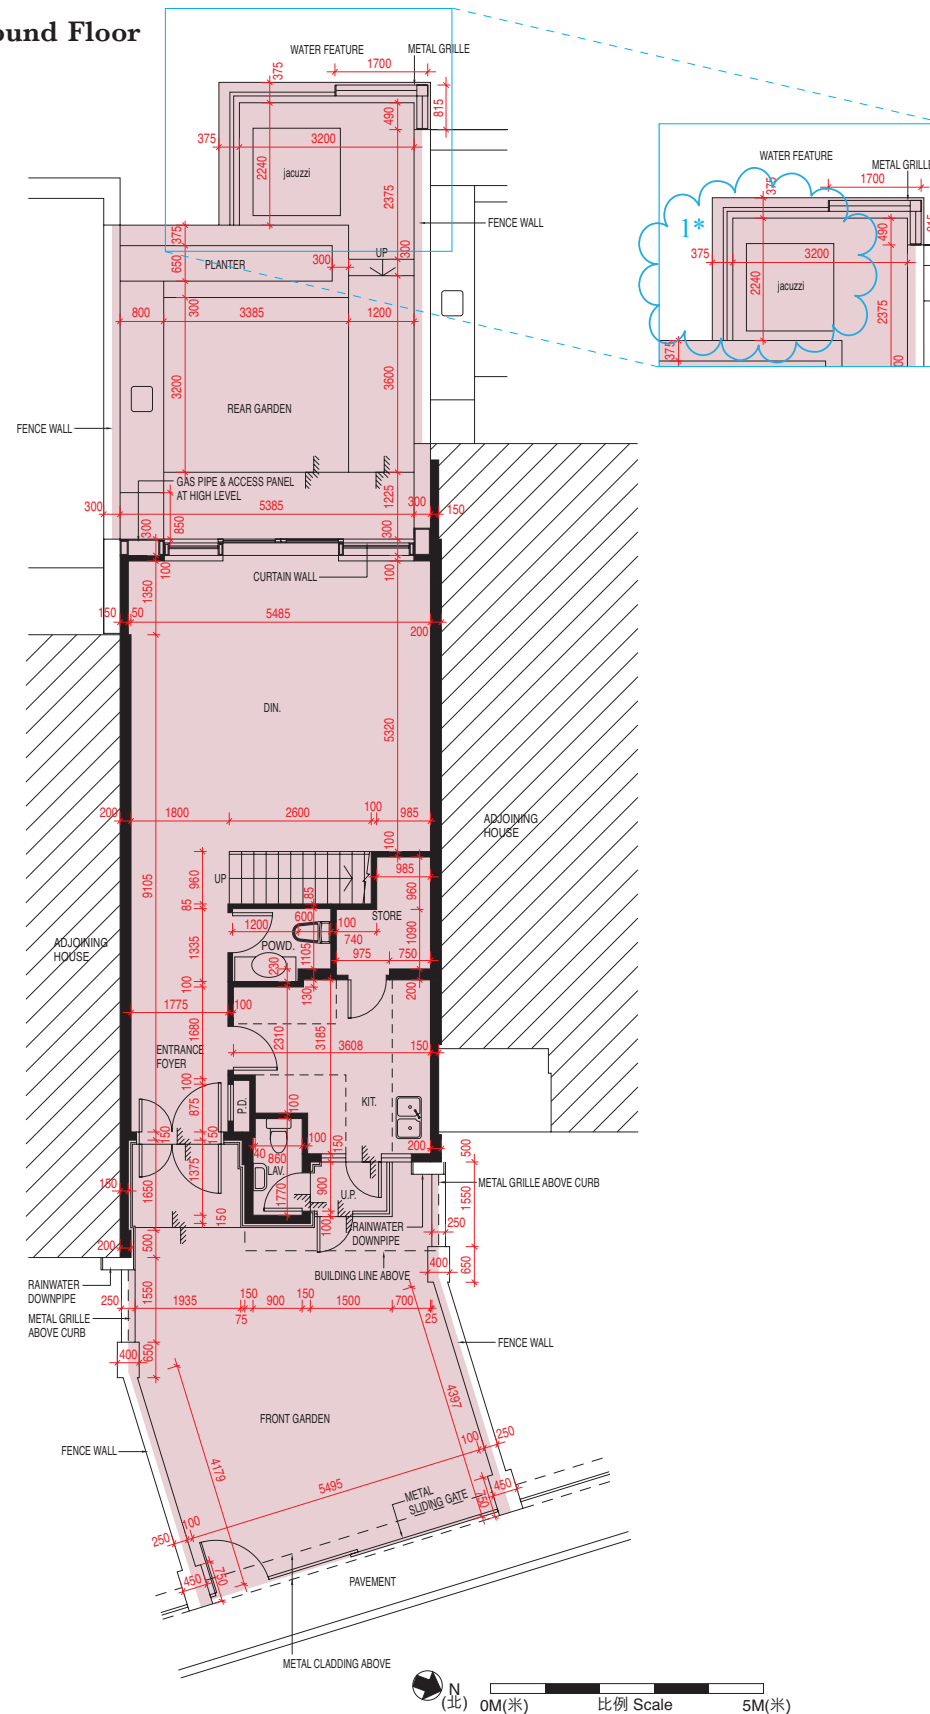 ound Floor
WATER FEATURE
METAL GRILLE
1700
375
490
815
375
3200
2240
jacuzzi
2375
FENCE WALL
375
UP
300
PLANTER
300
650
300
800
3385
1200
3200
3600
REAR GARDEN
FENCE WALL
GAS PIPE & ACCESS PANEL
AT HIGH LEVEL
1225
300
5385
300
150
300
850
300
100
CURTAIN WALL
100
1350
150
50
5485
200
DIN.
5320
200
1800
2600
100
985
ADJOINING
HOUSE
100
UP
960
985
960
9105
85
85
STORE
1200
600
100
740
1090
POWD.
1335
1105
230
975
750
ADJOINING
HOUSE
100
130
200
1775
100
1680
2310
3185
3608
150
ENTRANCE
FOYER
100
875
P.D.
KIT.
100
100
150
150
150
40
860
200
500
LAV.
1375
1650
1770
900
U.P.
METAL GRILLE ABOVE CURB
1550
150
150
100
RAINWATER
DOWNPIPE
250
200
500
400
650
BUILDING LINE ABOVE
RAINWATER
DOWNPIPE
250
1550
1935
150
75
900
150
1500
700
25
METAL GRILLE
ABOVE CURB
FENCE WALL
400
650
4397
FRONT GARDEN
FENCE WALL
100
250
4179
5495
METAL
SLIDING GATE
750
450
100
250
450
750
PAVEMENT
METAL CLADDING ABOVE
N
(北)
0M(米)
比例 Scale
5M(米)
WATER FEATURE
METAL GRILLE
1700
375
1*
490
815
375
3200
2240
jacuzzi
2375
375
00